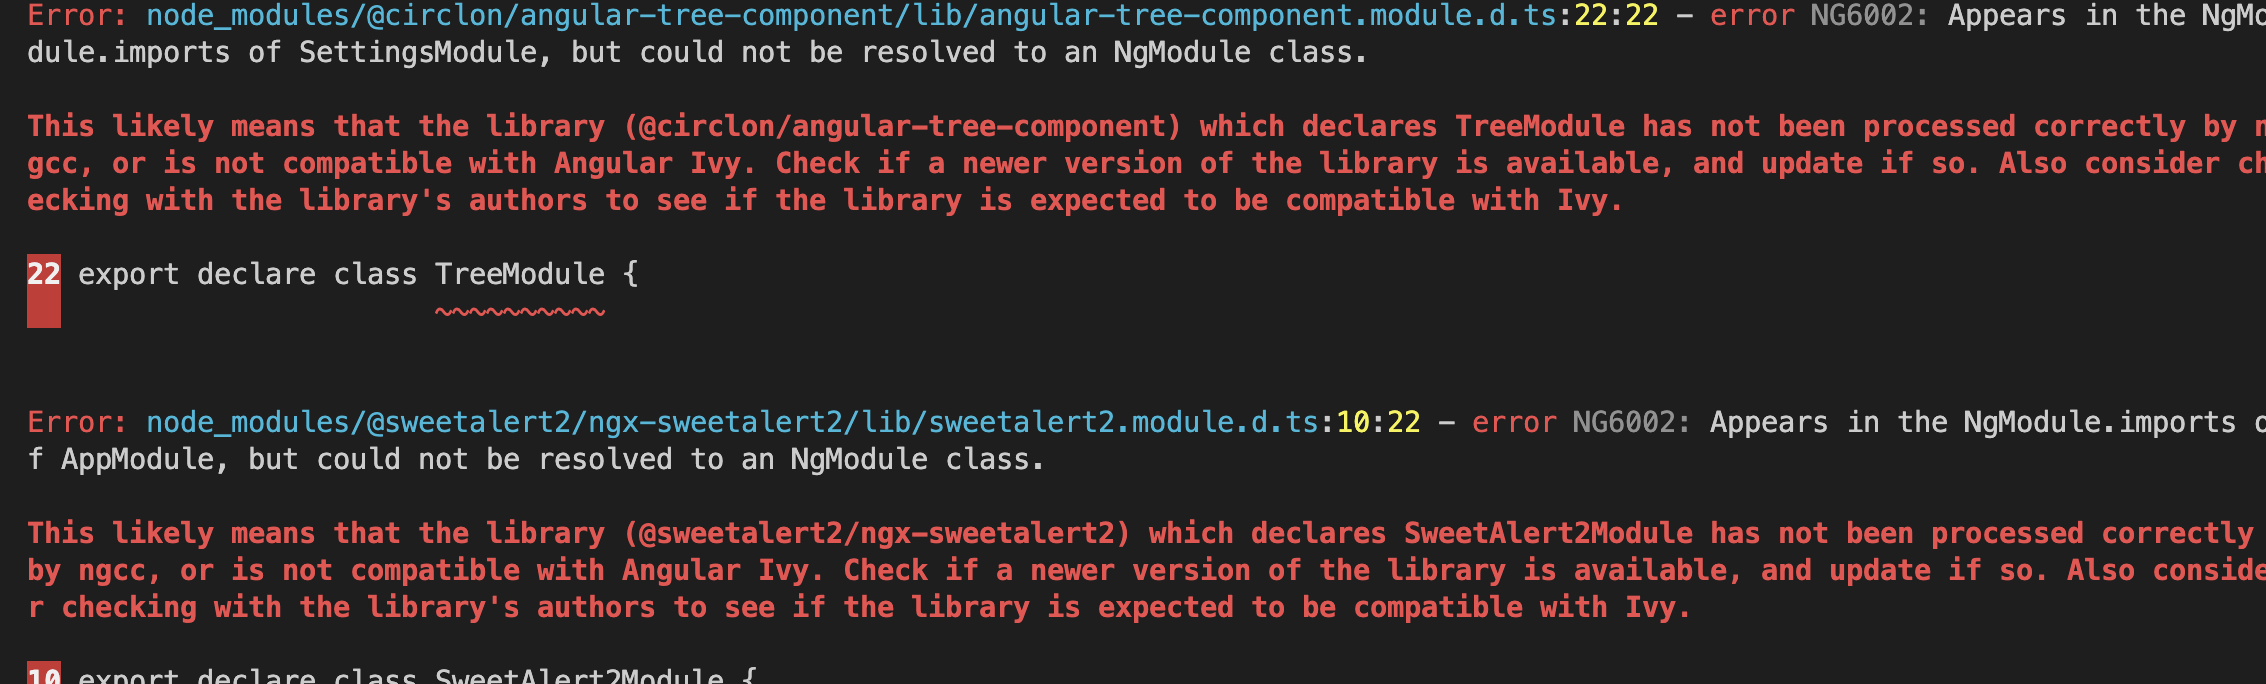 Error: node_modules/@circlon/angular-tree-component/lib/angular-tree-component.module.d.ts:22:22 - error NG6002: Appears in the NgMo
dule.imports of SettingsModule, but could not be resolved to an NgModule class.
This likely means that the library (@circlon/angular-tree-component) which declares TreeModule has not been processed correctly by n
gcc, or is not compatible with Angular Ivy. Check if a newer version of the library is available, and update if so. Also consider ch
ecking with the library's authors to see if the library is expected to be compatible with Ivy.
22 export declare class TreeModule {
~~~~~~~~~~
Error: node_modules/@sweetalert2/ngx-sweetalert2/lib/sweetalert2.module.d.ts:10:22 - error NG6002: Appears in the NgModule.imports o
f AppModule, but could not be resolved to an NgModule class.
This likely means that the library (@sweetalert2/ngx-sweetalert2) which declares SweetAlert2Module has not been processed correctly
by ngcc, or is not compatible with Angular Ivy. Check if a newer version of the library is available, and update if so. Also conside
r checking with the library's authors to see if the library is expected to be compatible with Ivy.
10 export declare class SweetAlert2Module {